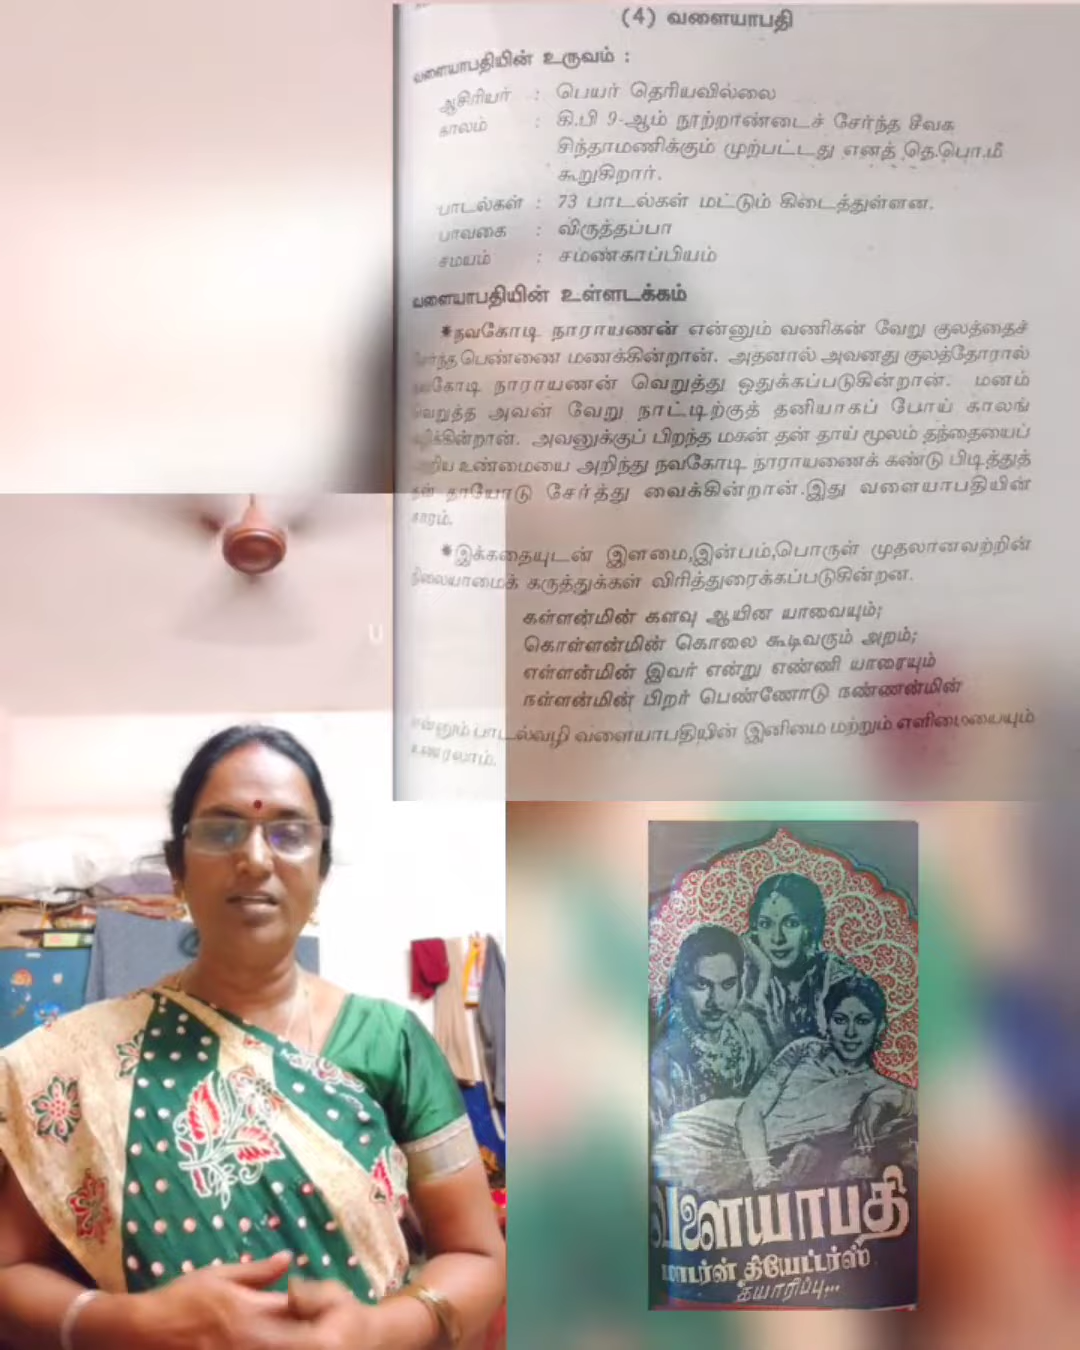 (4) வளையாபதி
வளையாபதியின் உருவம் :
ஆசிரியர் : பெயர் தெரியவில்லை
காலம் : கி.பி 9-ஆம் நூற்றாண்டைச் சேர்ந்த சீவக
சிந்தாமணிக்கும் முற்பட்டது எனத் தெ.பொ.மீ
கூறுகிறார்.
பாடல்கள் : 73 பாடல்கள் மட்டும் கிடைத்துள்ளன.
பாவகை : விருத்தப்பா
சமயம் : சமண்காப்பியம்
வளையாபதியின் உள்ளடக்கம்
*நவகோடி நாராயணன் என்னும் வணிகன் வேறு குலத்தைச்
பெண்ணை மணக்கின்றான். அதனால் அவனது குலத்தோரால்
நாராயணன் வெறுத்து ஒதுக்கப்படுகின்றான். மனம்
வெறுத்த அவன் வேறு நாட்டிற்குத் தனியாகப் போய் காலங்
அவனுக்குப் பிறந்த மகன் தன் தாய் மூலம் தந்தையைப்
உண்மையை அறிந்து நவகோடி நாராயணைக் கண்டு பிடித்துத்
தன் தாயோடு சேர்த்து வைக்கின்றான்.இது வளையாபதியின்
சாரம்.
*இக்கதையுடன் இளமை,இன்பம்,பொருள் முதலானவற்றின்
நிலையாமைக் கருத்துக்கள் விரித்துரைக்கப்படுகின்றன.
கள்ளன்மின் களவு ஆயின யாவையும்;
கொள்ளன்மின் கொலை கூடிவரும் அறம்;
எள்ளன்மின் இவர் என்று எண்ணி யாரையும்
நள்ளன்மின் பிறர் பெண்ணோடு நண்ணன்மின்
என்னும் பாடல்வழி வளையாபதியின் இனிமை மற்றும் எளிமையையும்
உணரலாம்.
U
வளையாபதி
மாடர்ன் தியேட்டர்ஸ்
தயாரிப்பு...